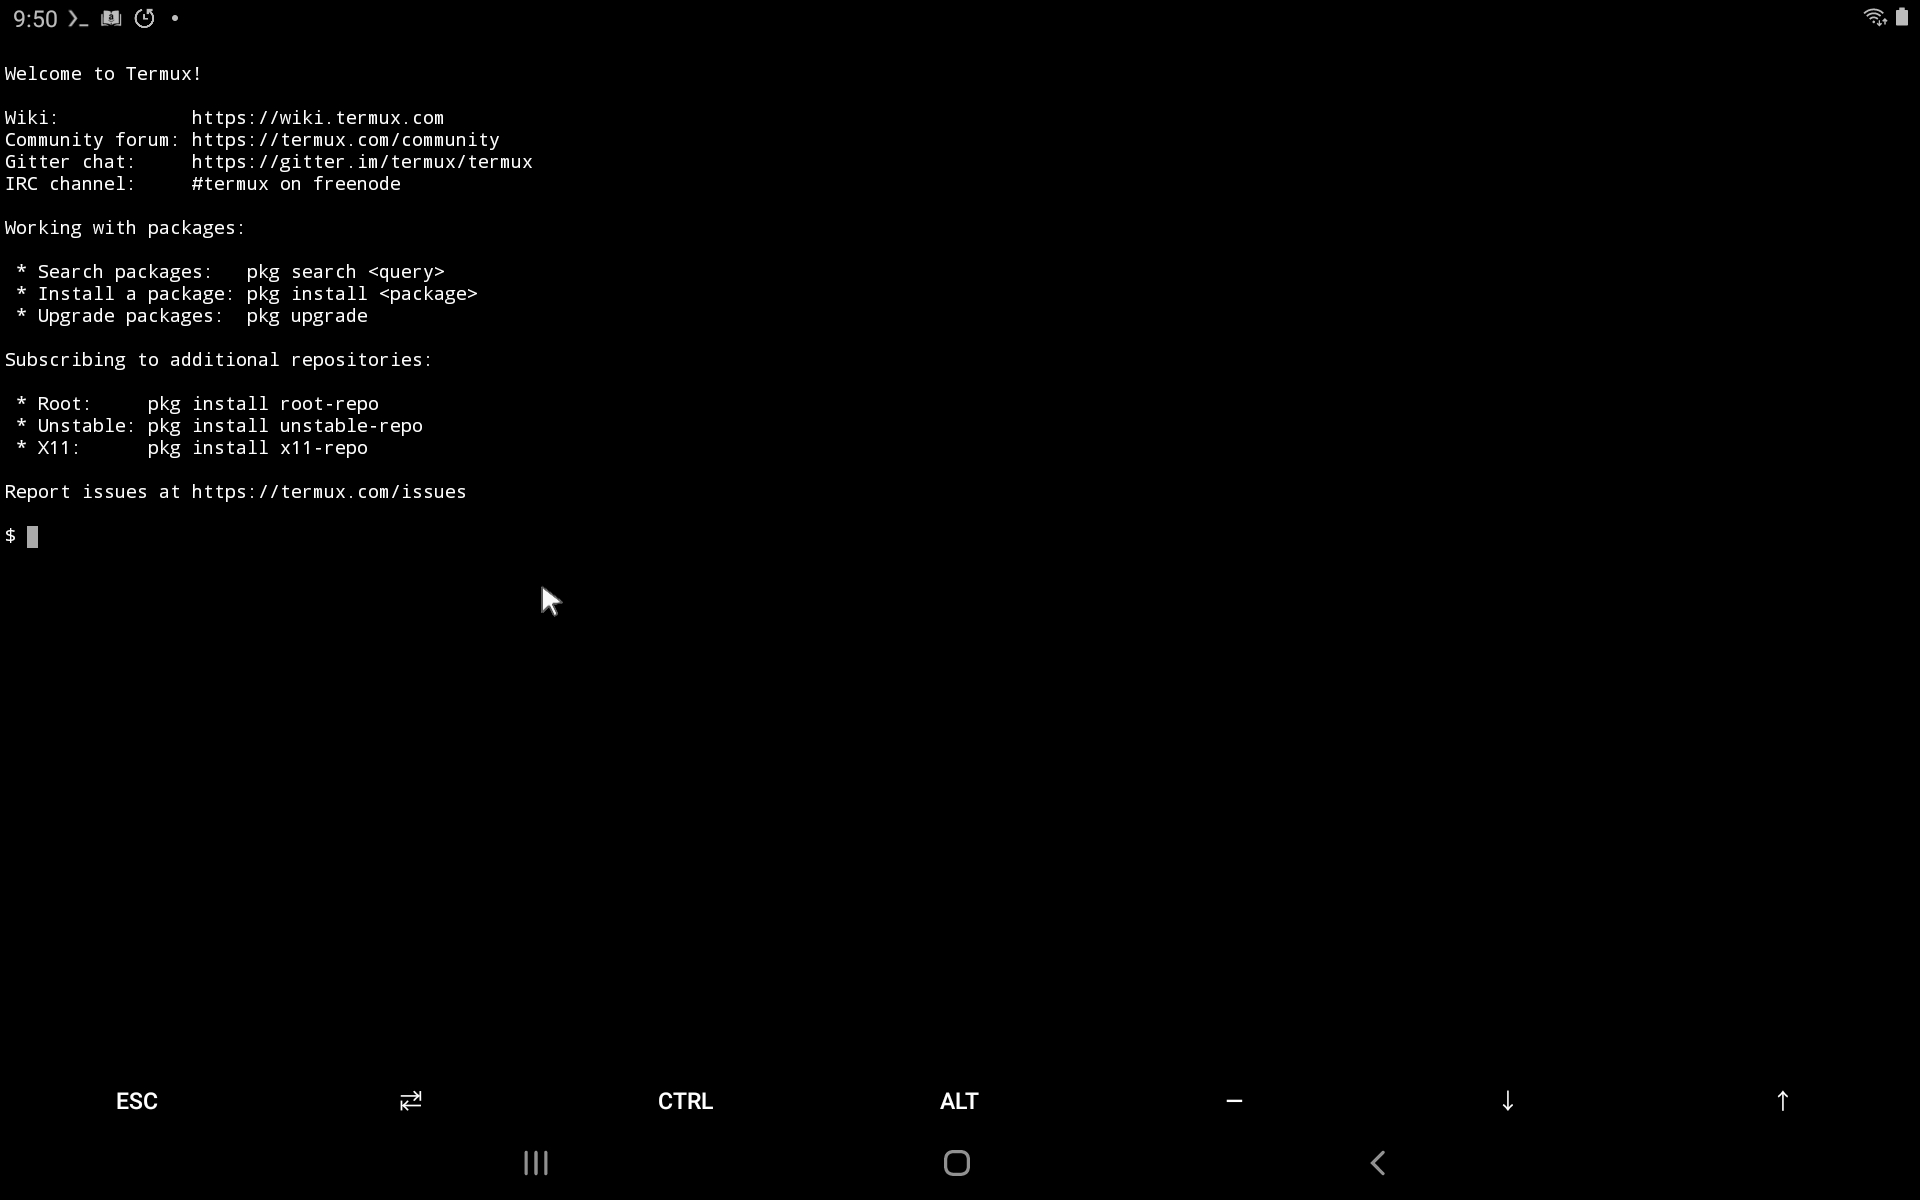 9:50
Welcome to Termux!
Wiki:            https://wiki.termux.com
Community forum: https://termux.com/community
Gitter chat:     https://gitter.im/termux/termux
IRC channel:     #termux on freenode
Working with packages:
 * Search packages:   pkg search <query>
 * Install a package: pkg install <package>
 * Upgrade packages:  pkg upgrade
Subscribing to additional repositories:
 * Root:     pkg install root-repo
 * Unstable: pkg install unstable-repo
 * X11:      pkg install x11-repo
Report issues at https://termux.com/issues
$
ESC ⇄ CTRL ALT — ↓ ↑